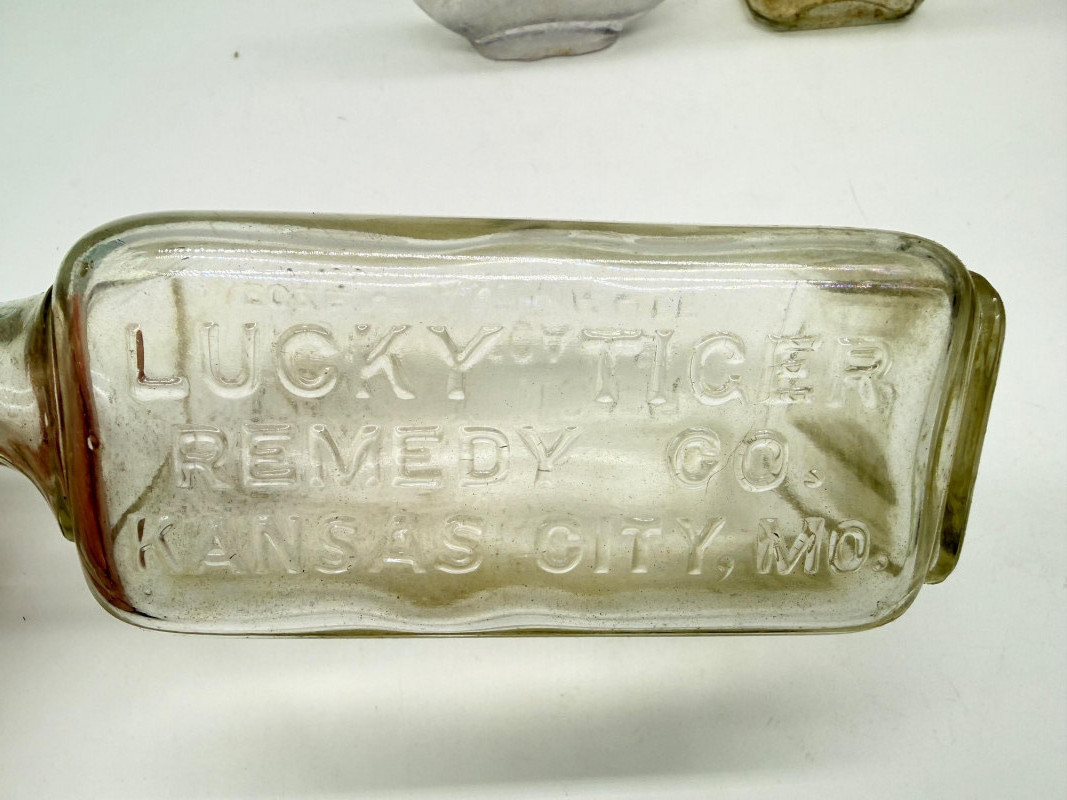 LUCKY TIGER
REMEDY CO.
KANSAS CITY, MO.